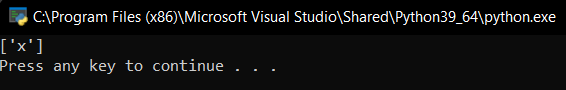 C:\Program Files (x86)\Microsoft Visual Studio\Shared\Python39_64\python.exe
['x']
Press any key to continue . . .